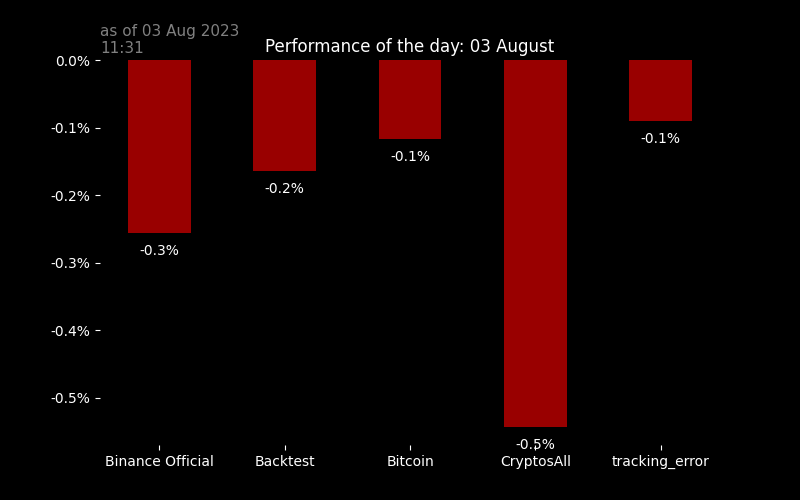 as of 03 Aug 2023
11:31
Performance of the day: 03 August
0.0%
-0.1%
-0.2%
-0.3%
-0.4%
-0.5%
-0.3%
-0.2%
-0.1%
-0.5%
-0.1%
Binance Official
Backtest
Bitcoin
CryptosAll
tracking_error